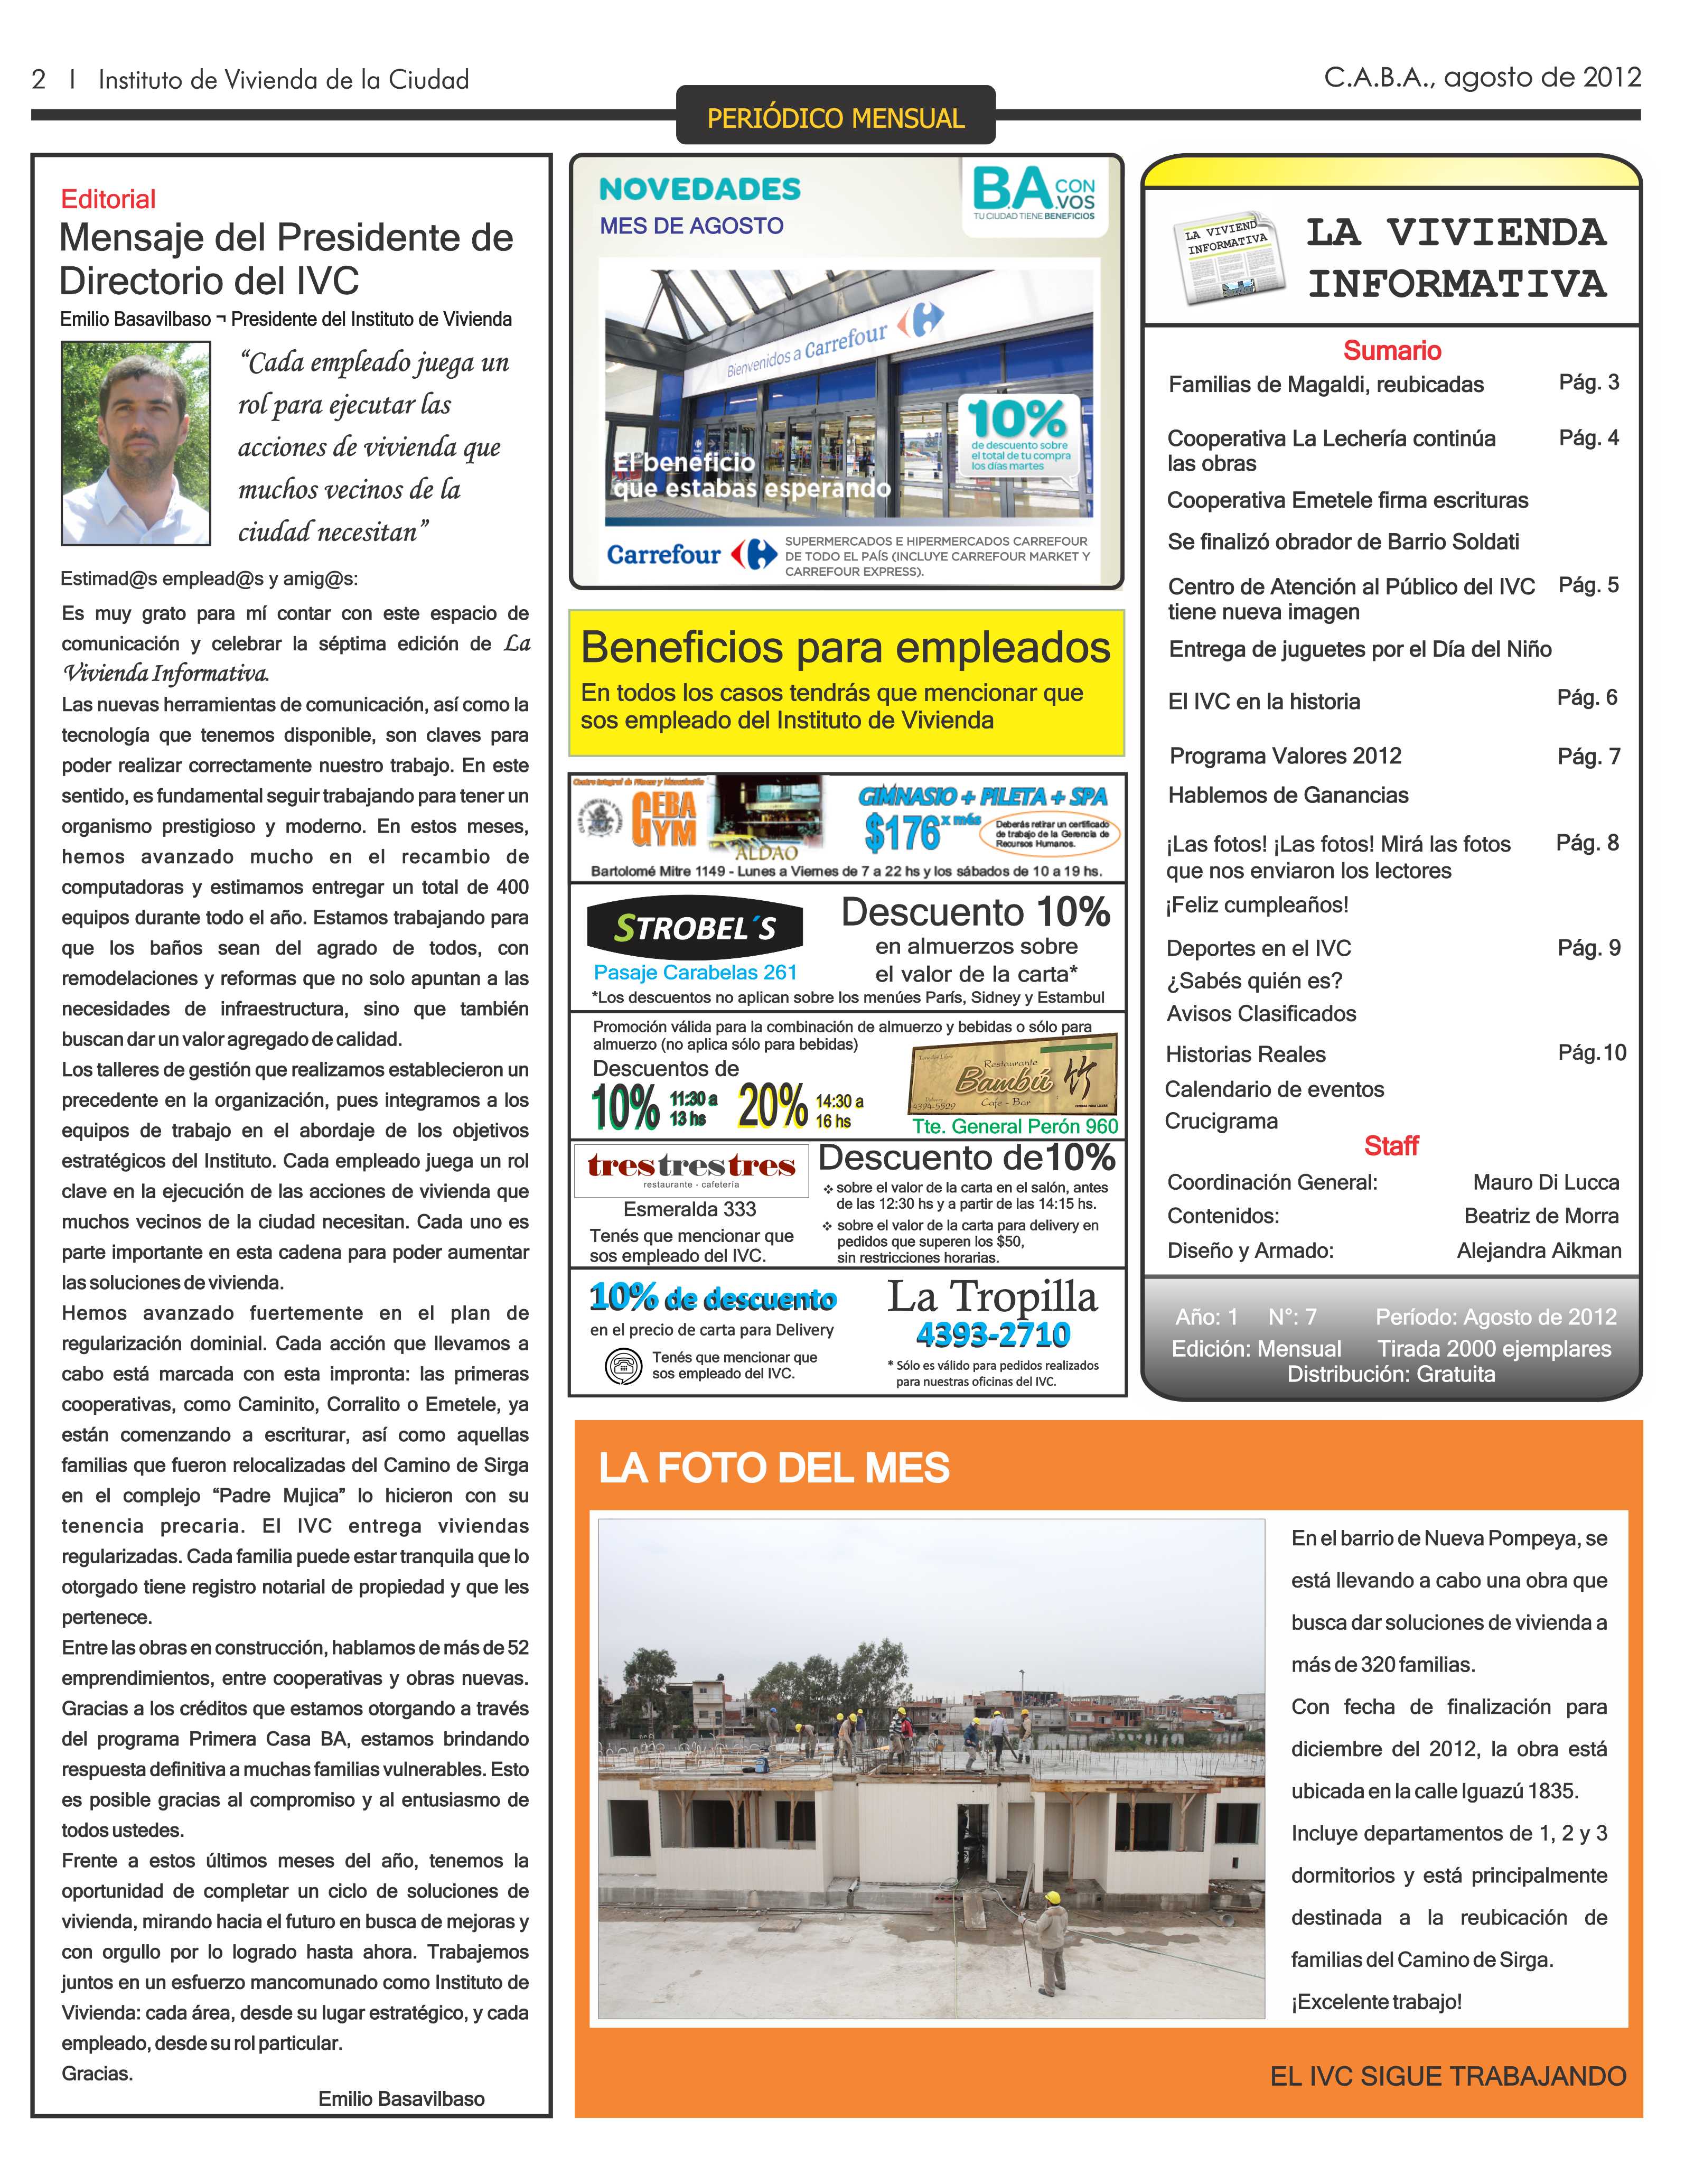 2 I Instituto de Vivienda de la Ciudad
C.A.B.A., agosto de 2012
PERIÓDICO MENSUAL
Editorial
Mensaje del Presidente de
Directorio del IVC
Emilio Basavilbaso ¬ Presidente del Instituto de Vivienda
“Cada empleado juega un
rol para ejecutar las
acciones de vivienda que
muchos vecinos de la
ciudad necesitan”
Estimad@s emplead@s y amig@s:
Es muy grato para mí contar con este espacio de
comunicación y celebrar la séptima edición de La
Vivienda Informativa.
Las nuevas herramientas de comunicación, así como la
tecnología que tenemos disponible, son claves para
poder realizar correctamente nuestro trabajo. En este
sentido, es fundamental seguir trabajando para tener un
organismo prestigioso y moderno. En estos meses,
hemos avanzado mucho en el recambio de
computadoras y estimamos entregar un total de 400
equipos durante todo el año. Estamos trabajando para
que los baños sean del agrado de todos, con
remodelaciones y reformas que no solo apuntan a las
necesidades de infraestructura, sino que también
buscan dar un valor agregado de calidad.
Los talleres de gestión que realizamos establecieron un
precedente en la organización, pues integramos a los
equipos de trabajo en el abordaje de los objetivos
estratégicos del Instituto. Cada empleado juega un rol
clave en la ejecución de las acciones de vivienda que
muchos vecinos de la ciudad necesitan. Cada uno es
parte importante en esta cadena para poder aumentar
las soluciones de vivienda.
Hemos avanzado fuertemente en el plan de
regularización dominial. Cada acción que llevamos a
cabo está marcada con esta impronta: las primeras
cooperativas, como Caminito, Corralito o Emetele, ya
están comenzando a escriturar, así como aquellas
familias que fueron relocalizadas del Camino de Sirga
en el complejo “Padre Mujica” lo hicieron con su
tenencia precaria. El IVC entrega viviendas
regularizadas. Cada familia puede estar tranquila que lo
otorgado tiene registro notarial de propiedad y que les
pertenece.
Entre las obras en construcción, hablamos de más de 52
emprendimientos, entre cooperativas y obras nuevas.
Gracias a los créditos que estamos otorgando a través
del programa Primera Casa BA, estamos brindando
respuesta definitiva a muchas familias vulnerables. Esto
es posible gracias al compromiso y al entusiasmo de
todos ustedes.
Frente a estos últimos meses del año, tenemos la
oportunidad de completar un ciclo de soluciones de
vivienda, mirando hacia el futuro en busca de mejoras y
con orgullo por lo logrado hasta ahora. Trabajemos
juntos en un esfuerzo mancomunado como Instituto de
Vivienda: cada área, desde su lugar estratégico, y cada
empleado, desde su rol particular.
Gracias.
Emilio Basavilbaso
NOVEDADES
MES DE AGOSTO
B.A. CON
.VOS
TU CIUDAD TIENE BENEFICIOS
Bienvenidos a Carrefour
10%
de descuento sobre
el total de tu compra
los días martes
El beneficio
que estabas esperando
Carrefour
SUPERMERCADOS E HIPERMERCADOS CARREFOUR
DE TODO EL PAÍS (INCLUYE CARREFOUR MARKET Y
CARREFOUR EXPRESS).
Beneficios para empleados
En todos los casos tendrás que mencionar que
sos empleado del Instituto de Vivienda
Centro Integral de Fitness y Musculación
GEBA
GYM
ALDAO
GIMNASIO + PILETA + SPA
$176 x més
Deberás retirar un certificado
de trabajo de la Gerencia de
Recursos Humanos.
Bartolomé Mitre 1149 - Lunes a Viernes de 7 a 22 hs y los sábados de 10 a 19 hs.
STROBEL´S
Pasaje Carabelas 261
Descuento 10%
en almuerzos sobre
el valor de la carta*
*Los descuentos no aplican sobre los menúes París, Sidney y Estambul
Promoción válida para la combinación de almuerzo y bebidas o sólo para
almuerzo (no aplica sólo para bebidas)
Descuentos de
10% 11:30 a
13 hs
20% 14:30 a
16 hs
Restaurante
Bambú
Cafe - Bar
4394-5529
Tte. General Perón 960
trestrestres
restaurante - cafetería
Esmeralda 333
Tenés que mencionar que
sos empleado del IVC.
Descuento de 10%
❖ sobre el valor de la carta en el salón, antes
de las 12:30 hs y a partir de las 14:15 hs.
❖ sobre el valor de la carta para delivery en
pedidos que superen los $50,
sin restricciones horarias.
10% de descuento
en el precio de carta para Delivery
Tenés que mencionar que
sos empleado del IVC.
La Tropilla
4393-2710
* Sólo es válido para pedidos realizados
para nuestras oficinas del IVC.
LA VIVIEND
INFORMATIVA
LA VIVIENDA
INFORMATIVA
Sumario
Familias de Magaldi, reubicadas Pág. 3
Cooperativa La Lechería continúa Pág. 4
las obras
Cooperativa Emetele firma escrituras
Se finalizó obrador de Barrio Soldati
Centro de Atención al Público del IVC Pág. 5
tiene nueva imagen
Entrega de juguetes por el Día del Niño
El IVC en la historia Pág. 6
Programa Valores 2012 Pág. 7
Hablemos de Ganancias
¡Las fotos! ¡Las fotos! Mirá las fotos Pág. 8
que nos enviaron los lectores
¡Feliz cumpleaños!
Deportes en el IVC Pág. 9
¿Sabés quién es?
Avisos Clasificados
Historias Reales Pág.10
Calendario de eventos
Crucigrama
Staff
Coordinación General: Mauro Di Lucca
Contenidos: Beatriz de Morra
Diseño y Armado: Alejandra Aikman
Año: 1 N°: 7 Período: Agosto de 2012
Edición: Mensual Tirada 2000 ejemplares
Distribución: Gratuita
LA FOTO DEL MES
En el barrio de Nueva Pompeya, se
está llevando a cabo una obra que
busca dar soluciones de vivienda a
más de 320 familias.
Con fecha de finalización para
diciembre del 2012, la obra está
ubicada en la calle Iguazú 1835.
Incluye departamentos de 1, 2 y 3
dormitorios y está principalmente
destinada a la reubicación de
familias del Camino de Sirga.
¡Excelente trabajo!
EL IVC SIGUE TRABAJANDO